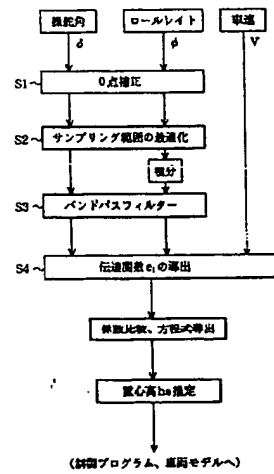 操舵角
ロールレイト
車速
δ
φ
V
S1
0点補正
S2
サンプリング範囲の最適化
積分
S3
バンドパスフィルター
S4
伝達関数eiの導出
係数比較、方程式導出
重心高hs推定
(制御プログラム、車両モデルへ)